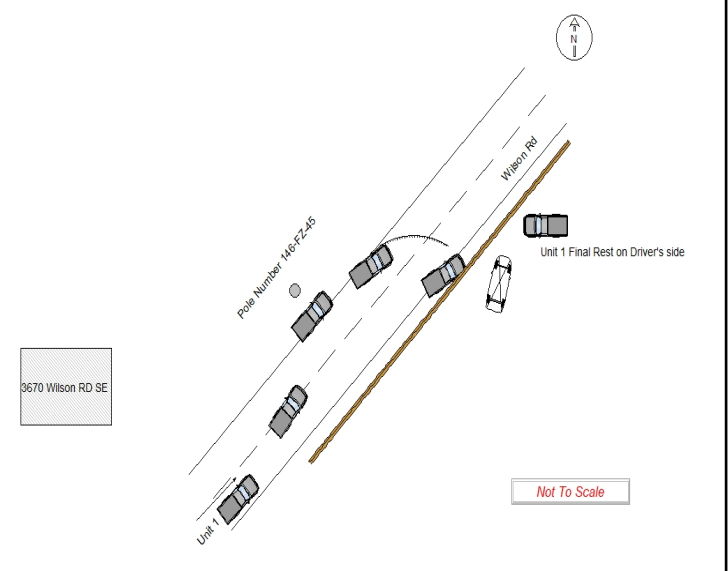 N
Wilson Rd
Pole Number 146-FZ-45
Unit 1 Final Rest on Driver's side
3670 Wilson RD SE
Not To Scale
Unit 1